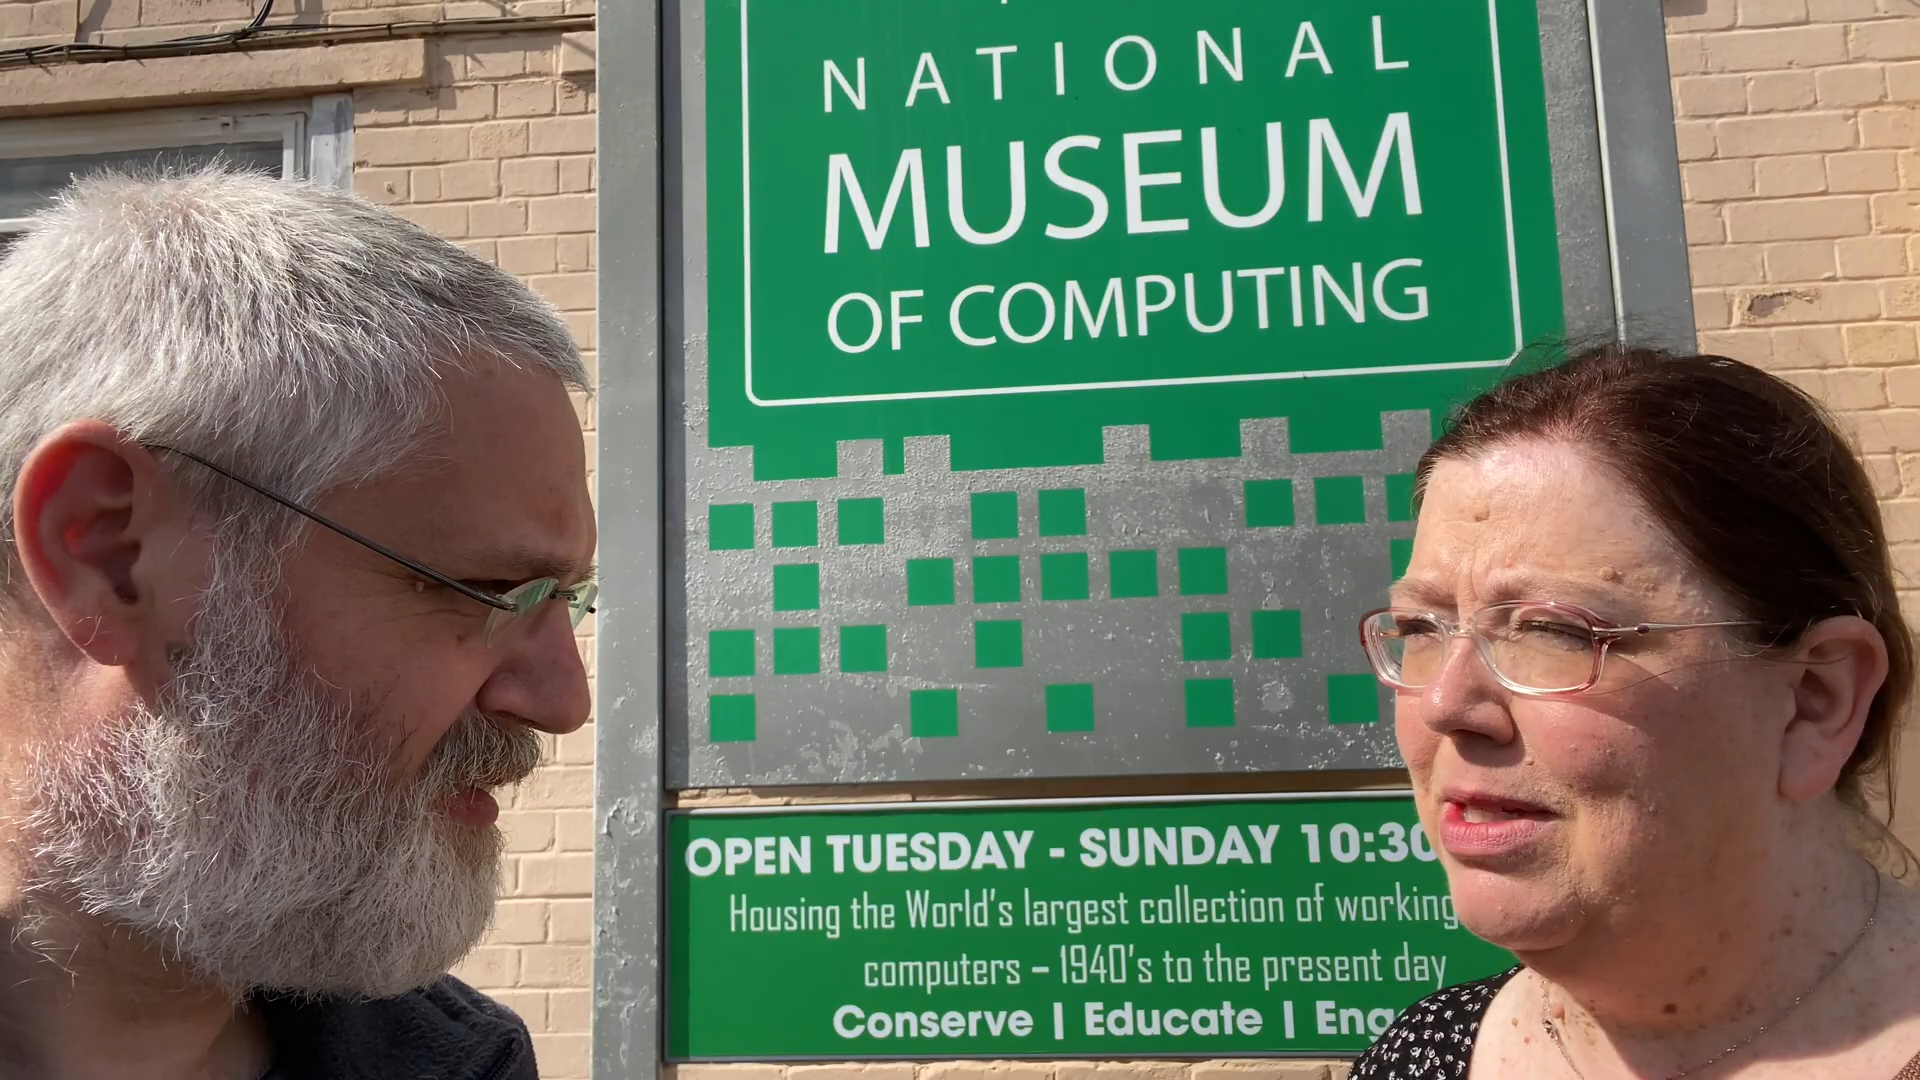 NATIONAL
MUSEUM
OF COMPUTING
OPEN TUESDAY - SUNDAY 10:30
Housing the World's largest collection of working
computers – 1940's to the present day
Conserve | Educate | Eng